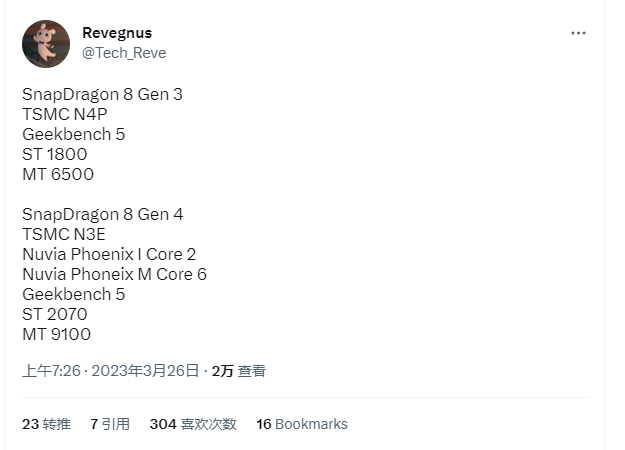 Revegnus
@Tech_Reve
SnapDragon 8 Gen 3
TSMC N4P
Geekbench 5
ST 1800
MT 6500
SnapDragon 8 Gen 4
TSMC N3E
Nuvia Phoenix I Core 2
Nuvia Phoneix M Core 6
Geekbench 5
ST 2070
MT 9100
上午7:26 · 2023年3月26日 · 2万 查看
23 转推 7 引用 304 喜欢次数 16 Bookmarks